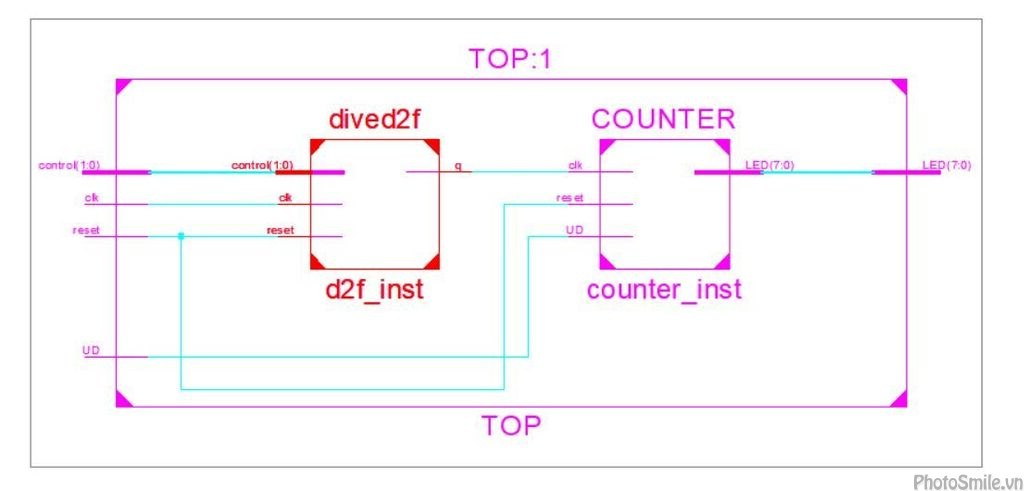 TOP:1
dived2f
COUNTER
control(1:0)
control(1:0)
q
clk
LED(7:0)
LED(7:0)
clk
clk
reset
reset
reset
UD
d2f_inst
counter_inst
UD
TOP
PhotoSmile.vn